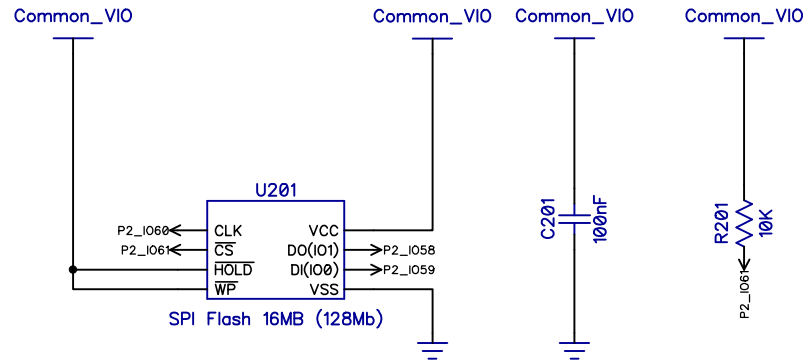 Common_VIO Common_VIO Common_VIO Common_VIO
U201
P2_IO60 CLK VCC
P2_IO61 CS DO(IO1) P2_IO58
HOLD DI(IO0) P2_IO59
WP VSS
SPI Flash 16MB (128Mb)
C201
100nF
R201
10K
P2_IO61